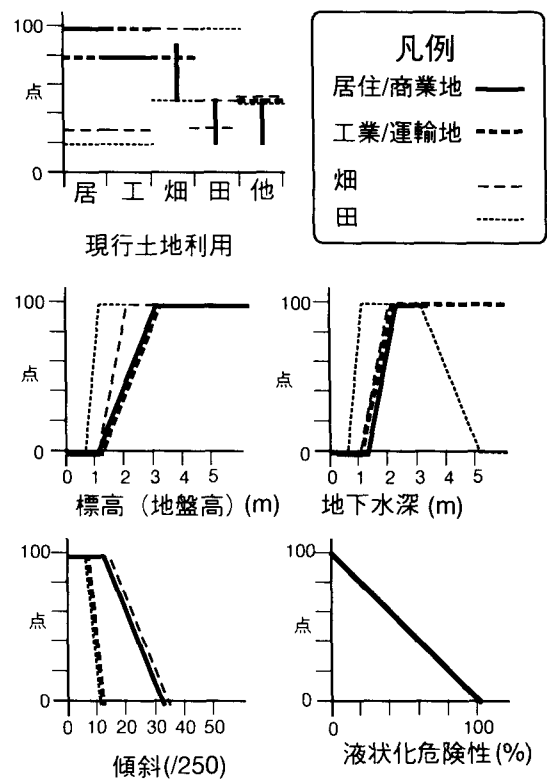 100
点
0
居 工 畑 田 他
現行土地利用
凡例
居住/商業地
工業/運輸地
畑
田
100
点
0
0 1 2 3 4 5
標高（地盤高）(m)
100
点
0
0 1 2 3 4 5
地下水深 (m)
100
点
0
0 10 20 30 40 50
傾斜(/250)
100
点
0
0 100
液状化危険性(%)